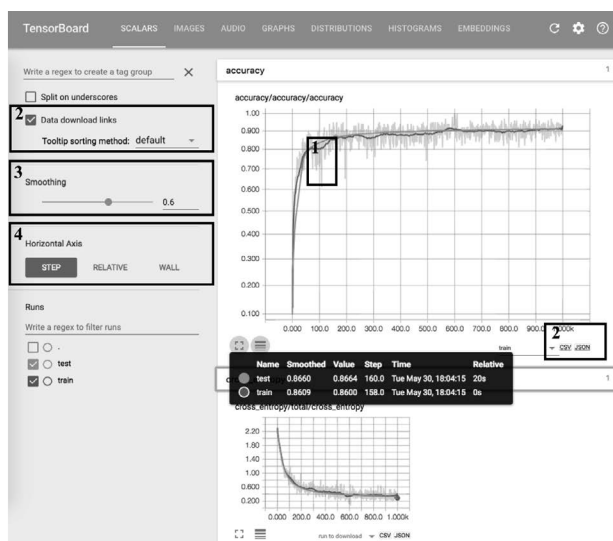 TensorBoard SCALARS IMAGES AUDIO GRAPHS DISTRIBUTIONS HISTOGRAMS EMBEDDINGS
Write a regex to create a tag group
Split on underscores
2
Data download links
Tooltip sorting method: default
3
Smoothing
0.6
4
Horizontal Axis
STEP RELATIVE WALL
Runs
Write a regex to filter runs
.
test
train
accuracy 1
accuracy/accuracy/accuracy
1.00
0.900
0.800
0.700
0.600
0.500
0.400
0.300
0.200
0.100
1
0.000 100.0 200.0 300.0 400.0 500.0 600.0 700.0 800.0 900.0
2
train CSV JSON
Name Smoothed Value Step Time Relative
test 0.8660 0.8664 160.0 Tue May 30, 18:04:15 20s
train 0.8609 0.8600 158.0 Tue May 30, 18:04:15 0s
1
cross_entropy/total/cross_entropy
2.20
1.80
1.40
1.00
0.600
0.200
0.000 200.0 400.0 600.0 800.0 1.000k
run to download CSV JSON